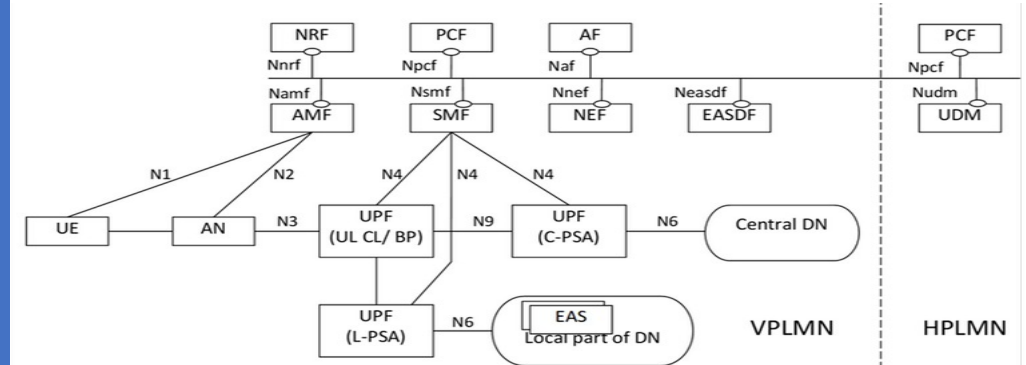 NRF
PCF
AF
PCF
Nnrf
Npcf
Naf
Npcf
Namf
Nsmf
Nnef
Neasdf
Nudm
AMF
SMF
NEF
EASDF
UDM
N1
N2
N4
N4
N4
UE
AN
N3
UPF
(UL CL/ BP)
N9
UPF
(C-PSA)
N6
Central DN
UPF
(L-PSA)
N6
EAS
Local part of DN
VPLMN
HPLMN